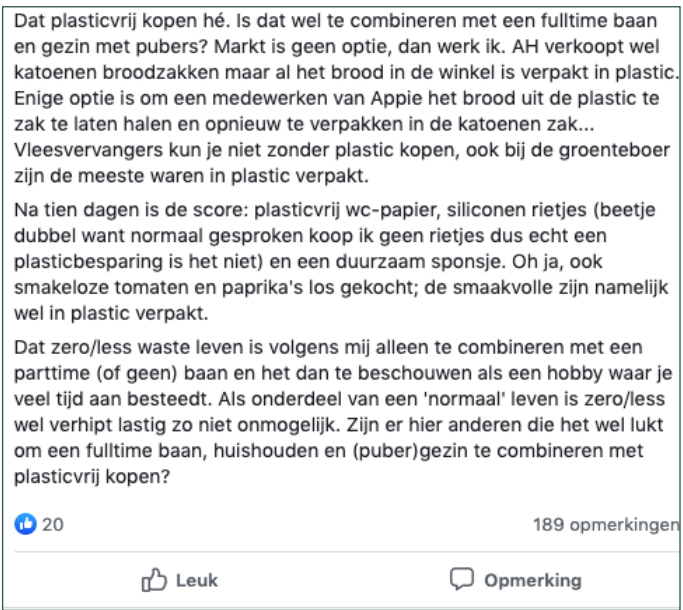 Dat plasticvrij kopen hé. Is dat wel te combineren met een fulltime baan
en gezin met pubers? Markt is geen optie, dan werk ik. AH verkoopt wel
katoenen broodzakken maar al het brood in de winkel is verpakt in plastic.
Enige optie is om een medewerken van Appie het brood uit de plastic te
zak te laten halen en opnieuw te verpakken in de katoenen zak...
Vleesvervangers kun je niet zonder plastic kopen, ook bij de groenteboer
zijn de meeste waren in plastic verpakt.
Na tien dagen is de score: plasticvrij wc-papier, siliconen rietjes (beetje
dubbel want normaal gesproken koop ik geen rietjes dus echt een
plasticbesparing is het niet) en een duurzaam sponsje. Oh ja, ook
smakeloze tomaten en paprika's los gekocht; de smaakvolle zijn namelijk
wel in plastic verpakt.
Dat zero/less waste leven is volgens mij alleen te combineren met een
parttime (of geen) baan en het dan te beschouwen als een hobby waar je
veel tijd aan besteedt. Als onderdeel van een 'normaal' leven is zero/less
wel verhipt lastig zo niet onmogelijk. Zijn er hier anderen die het wel lukt
om een fulltime baan, huishouden en (puber)gezin te combineren met
plasticvrij kopen?
20 189 opmerkingen
Leuk Opmerking